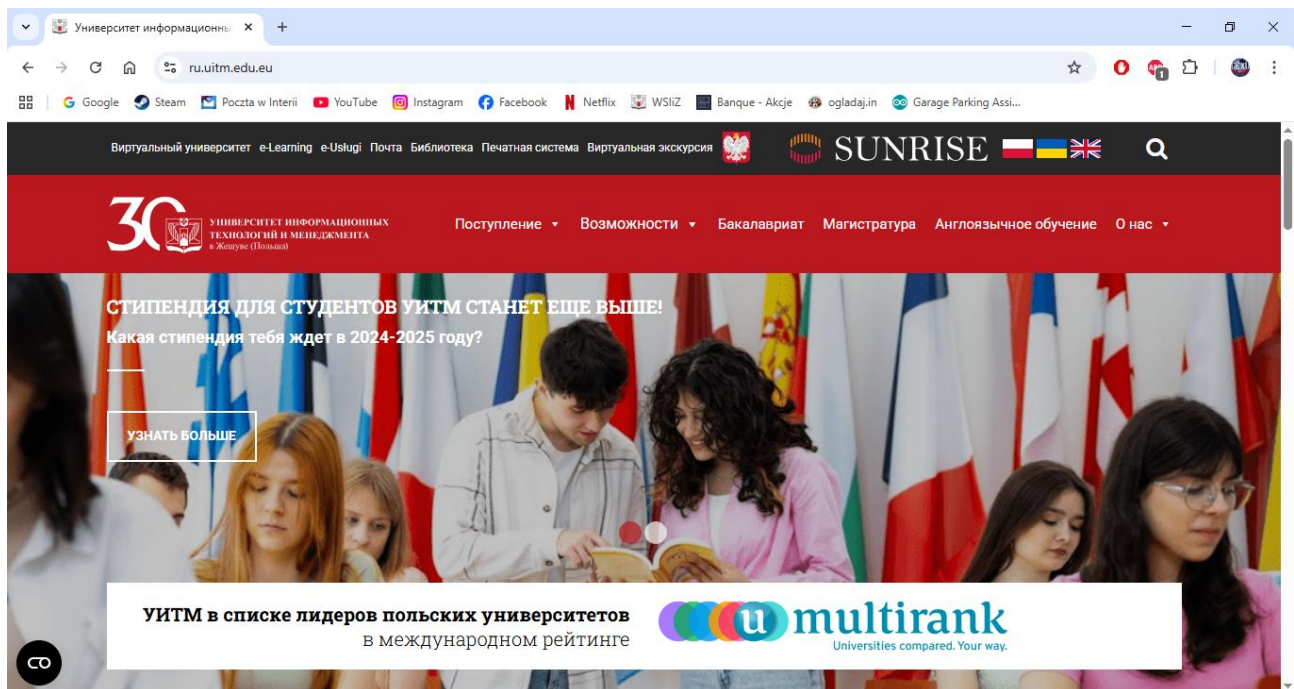 Университет информационны
ru.uitm.edu.eu
Google Steam Poczta w Interii YouTube Instagram Facebook Netflix WSIiZ Banque - Akcje ogladaj.in Garage Parking Assi...
Виртуальный университет e-Learning e-Usługi Почта Библиотека Печатная система Виртуальная экскурсия SUNRISE
30
УНИВЕРСИТЕТ ИНФОРМАЦИОННЫХ
ТЕХНОЛОГИЙ И МЕНЕДЖМЕНТА
в Жешуве (Польша)
Поступление Возможности Бакалавриат Магистратура Англоязычное обучение О нас
СТИПЕНДИЯ ДЛЯ СТУДЕНТОВ УИТМ СТАНЕТ ЕЩЕ ВЫШЕ!
Какая стипендия тебя ждет в 2024-2025 году?
УЗНАТЬ БОЛЬШЕ
УИТМ в списке лидеров польских университетов
в международном рейтинге
u multirank
Universities compared. Your way.